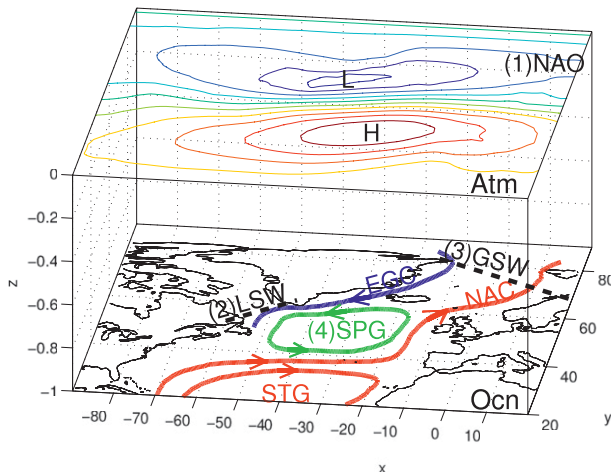 (1)NAO
L
H
Atm
0
−0.2
−0.4
−0.6
−0.8
−1
z
(3)GSW
EGC
NAC
(2)LSW
(4)SPG
STG
Ocn
80
60
40
20
y
−80
−70
−60
−50
−40
−30
−20
−10
0
10
x